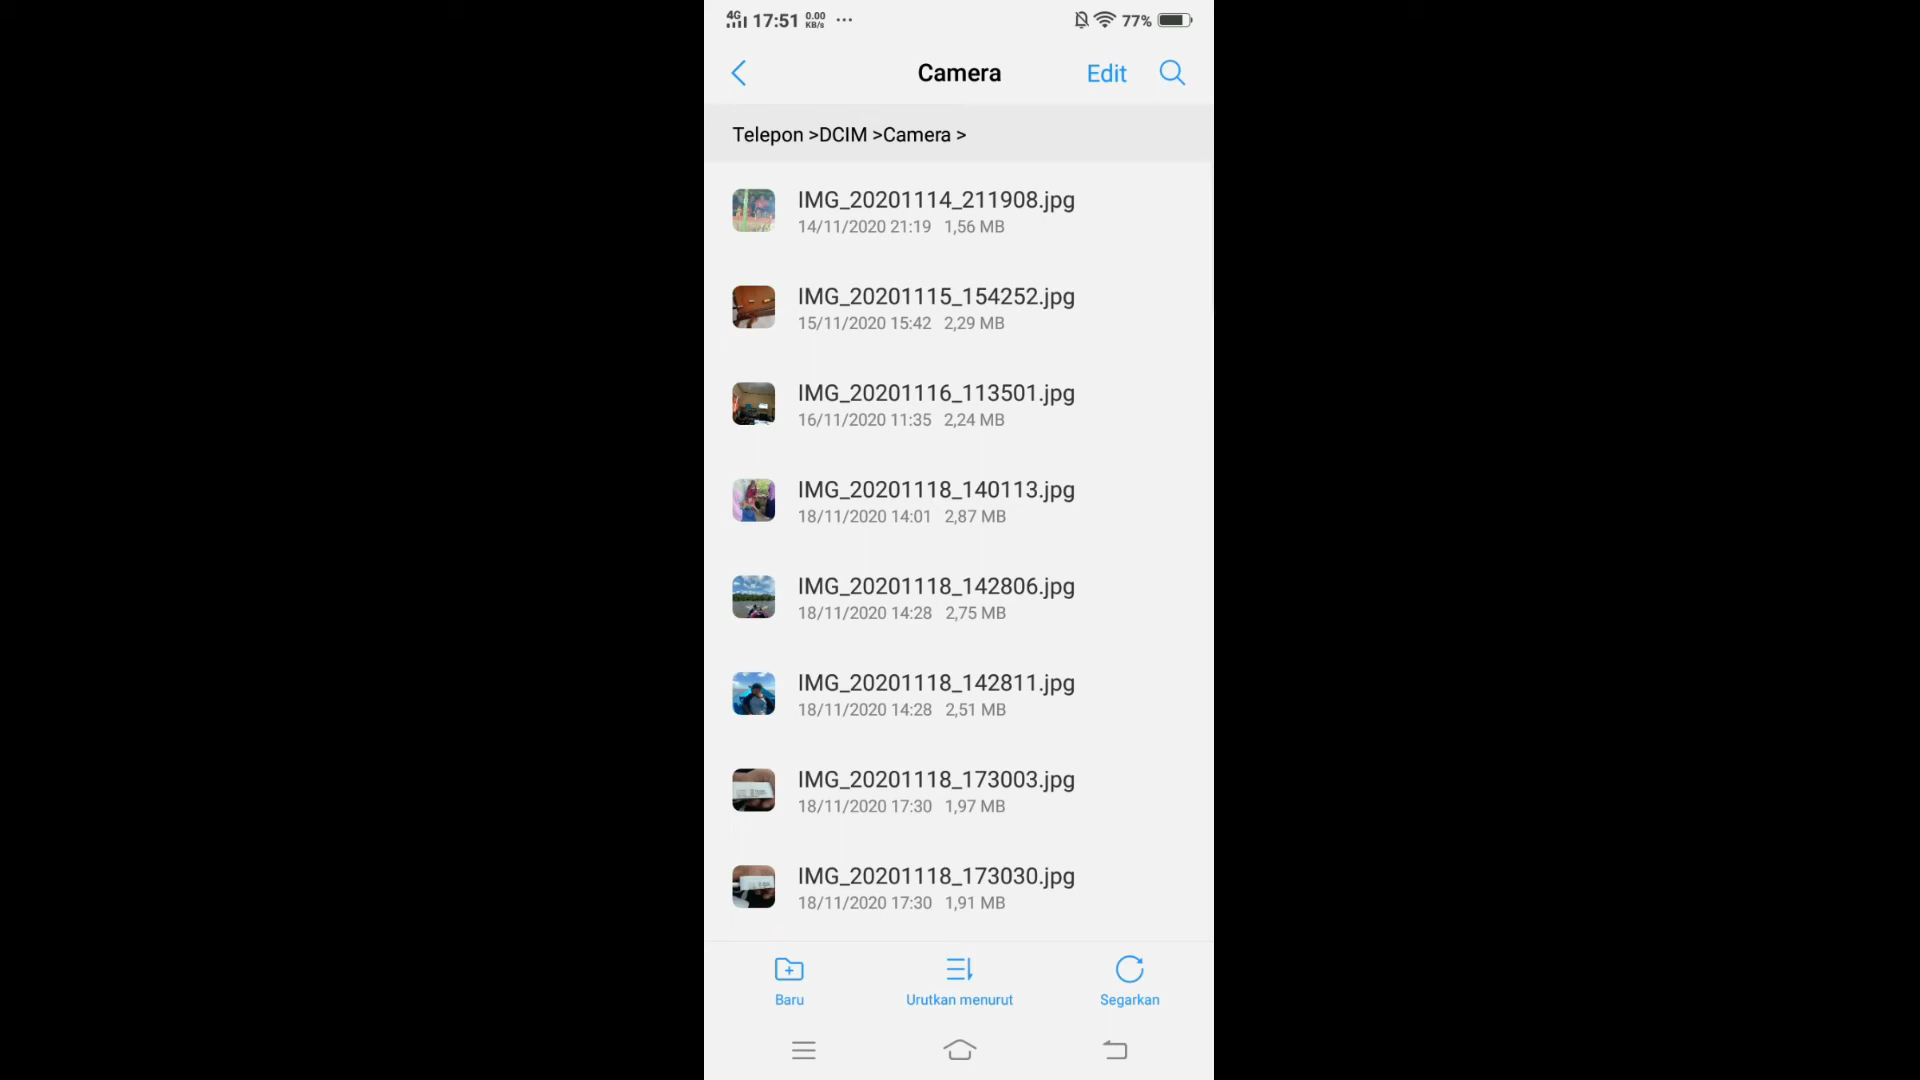 4G 17:51 0.00 KB/s ... 77%
Camera Edit
Telepon >DCIM >Camera >
IMG_20201114_211908.jpg
14/11/2020 21:19 1,56 MB
IMG_20201115_154252.jpg
15/11/2020 15:42 2,29 MB
IMG_20201116_113501.jpg
16/11/2020 11:35 2,24 MB
IMG_20201118_140113.jpg
18/11/2020 14:01 2,87 MB
IMG_20201118_142806.jpg
18/11/2020 14:28 2,75 MB
IMG_20201118_142811.jpg
18/11/2020 14:28 2,51 MB
IMG_20201118_173003.jpg
18/11/2020 17:30 1,97 MB
IMG_20201118_173030.jpg
18/11/2020 17:30 1,91 MB
Baru Urutkan menurut Segarkan